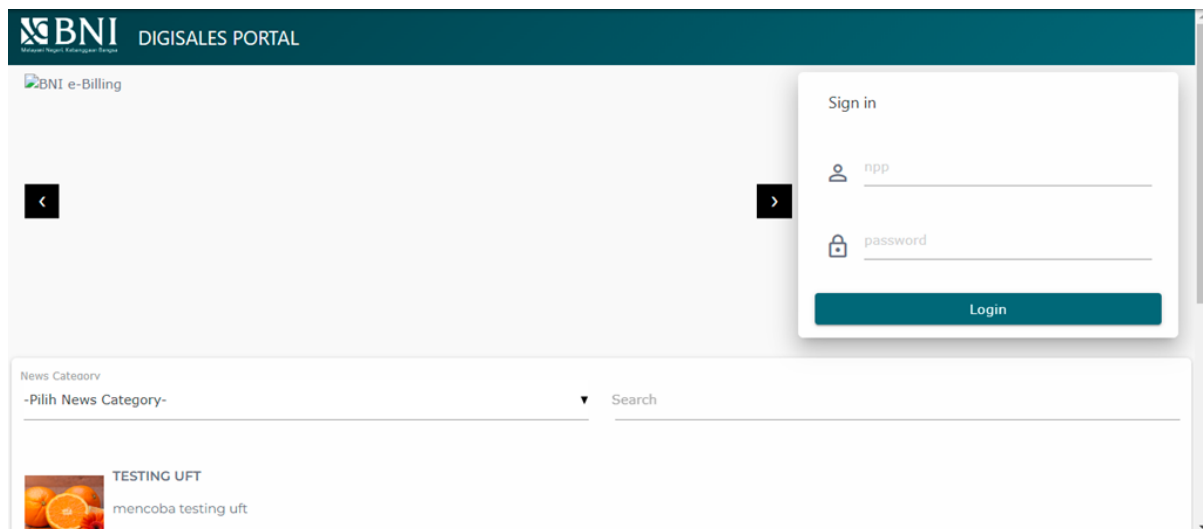 BNI
Melayani Negeri, Kebanggaan Bangsa
DIGISALES PORTAL
BNI e-Billing
Sign in
npp
password
Login
News Category
-Pilih News Category-
Search
TESTING UFT
mencoba testing uft